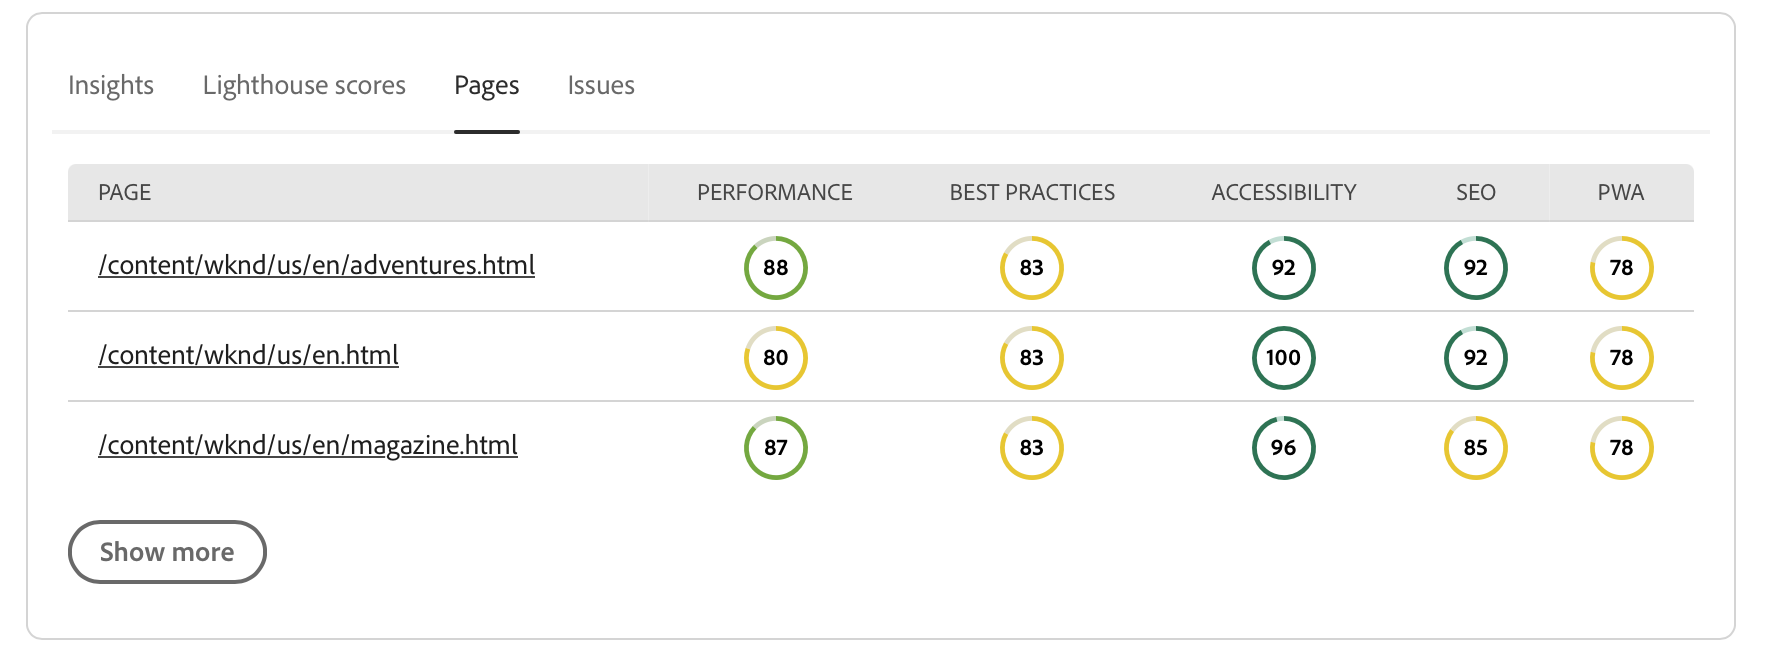 Insights Lighthouse scores Pages Issues
PAGE PERFORMANCE BEST PRACTICES ACCESSIBILITY SEO PWA
/content/wknd/us/en/adventures.html 88 83 92 92 78
/content/wknd/us/en.html 80 83 100 92 78
/content/wknd/us/en/magazine.html 87 83 96 85 78
Show more